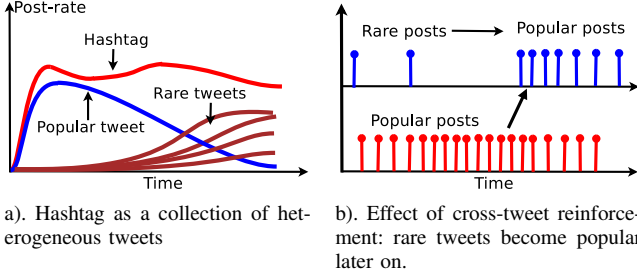 Post-rate
Hashtag
Rare tweets
Popular tweet
Time
a). Hashtag as a collection of het-
erogeneous tweets
Rare posts
Popular posts
Popular posts
Time
b). Effect of cross-tweet reinforce-
ment: rare tweets become popular
later on.